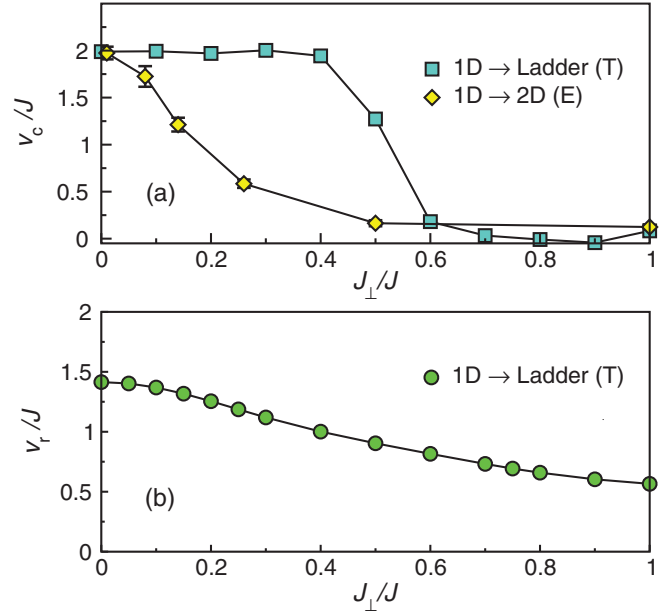 2
1.5
1
0.5
0
v_c/J
1D → Ladder (T)
1D → 2D (E)
(a)
0 0.2 0.4 0.6 0.8 1
J_⊥/J
2
1.5
1
0.5
0
v_r/J
1D → Ladder (T)
(b)
0 0.2 0.4 0.6 0.8 1
J_⊥/J